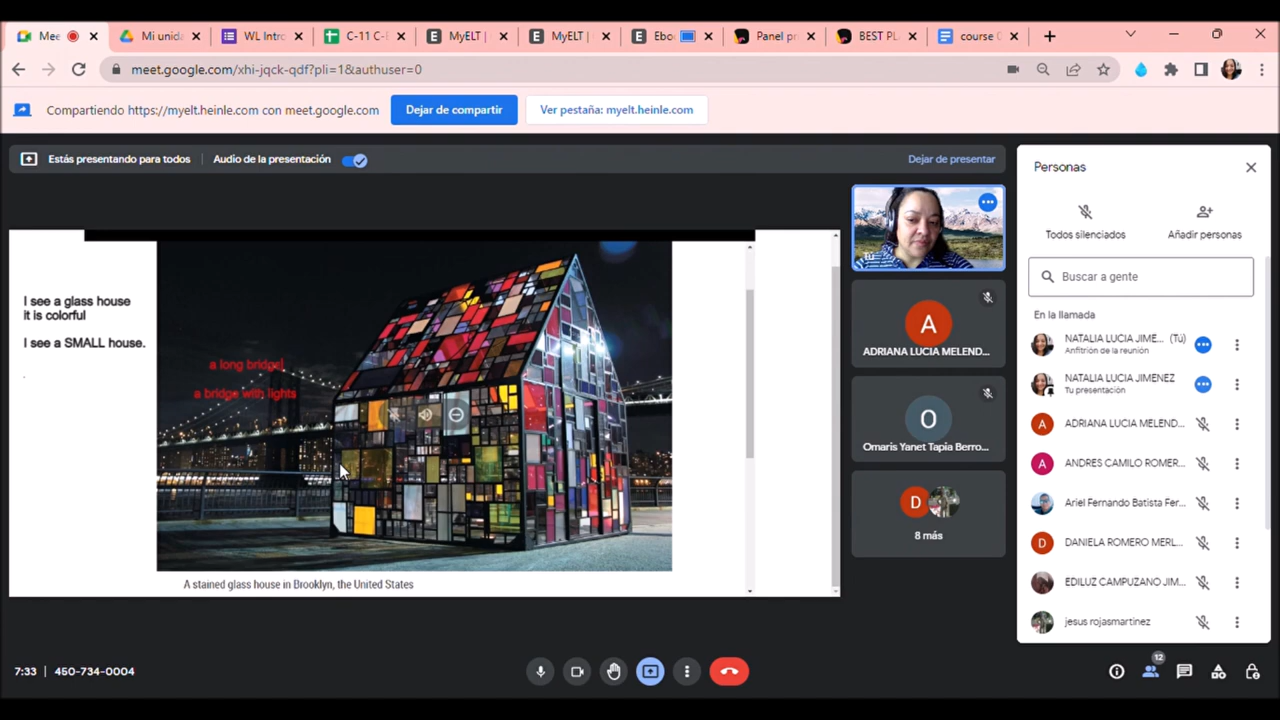 Mee
Mi unida
WL Intro
C-11 C-E
MyELT |
MyELT |
Ebo
Panel pr
BEST PL
course
meet.google.com/xhi-jqck-qdf?pli=1&authuser=0
Compartiendo https://myelt.heinle.com con meet.google.com
Dejar de compartir
Ver pestaña: myelt.heinle.com
Estás presentando para todos
Audio de la presentación
Dejar de presentar
I see a glass house
it is colorful
I see a SMALL house.
a long bridge
a bridge with lights
A stained glass house in Brooklyn, the United States
Tú
A
ADRIANA LUCIA MELEND...
O
Omaris Yanet Tapia Berro...
D
8 más
Personas
Todos silenciados
Añadir personas
Buscar a gente
En la llamada
NATALIA LUCIA JIME... (Tú)
Anfitrión de la reunión
NATALIA LUCIA JIMENEZ
Tu presentación
A
ADRIANA LUCIA MELEND...
A
ANDRES CAMILO ROMER...
Ariel Fernando Batista Fer...
D
DANIELA ROMERO MERL...
EDILUZ CAMPUZANO JIM...
jesus rojasmartinez
7:33 | 450-734-0004
12